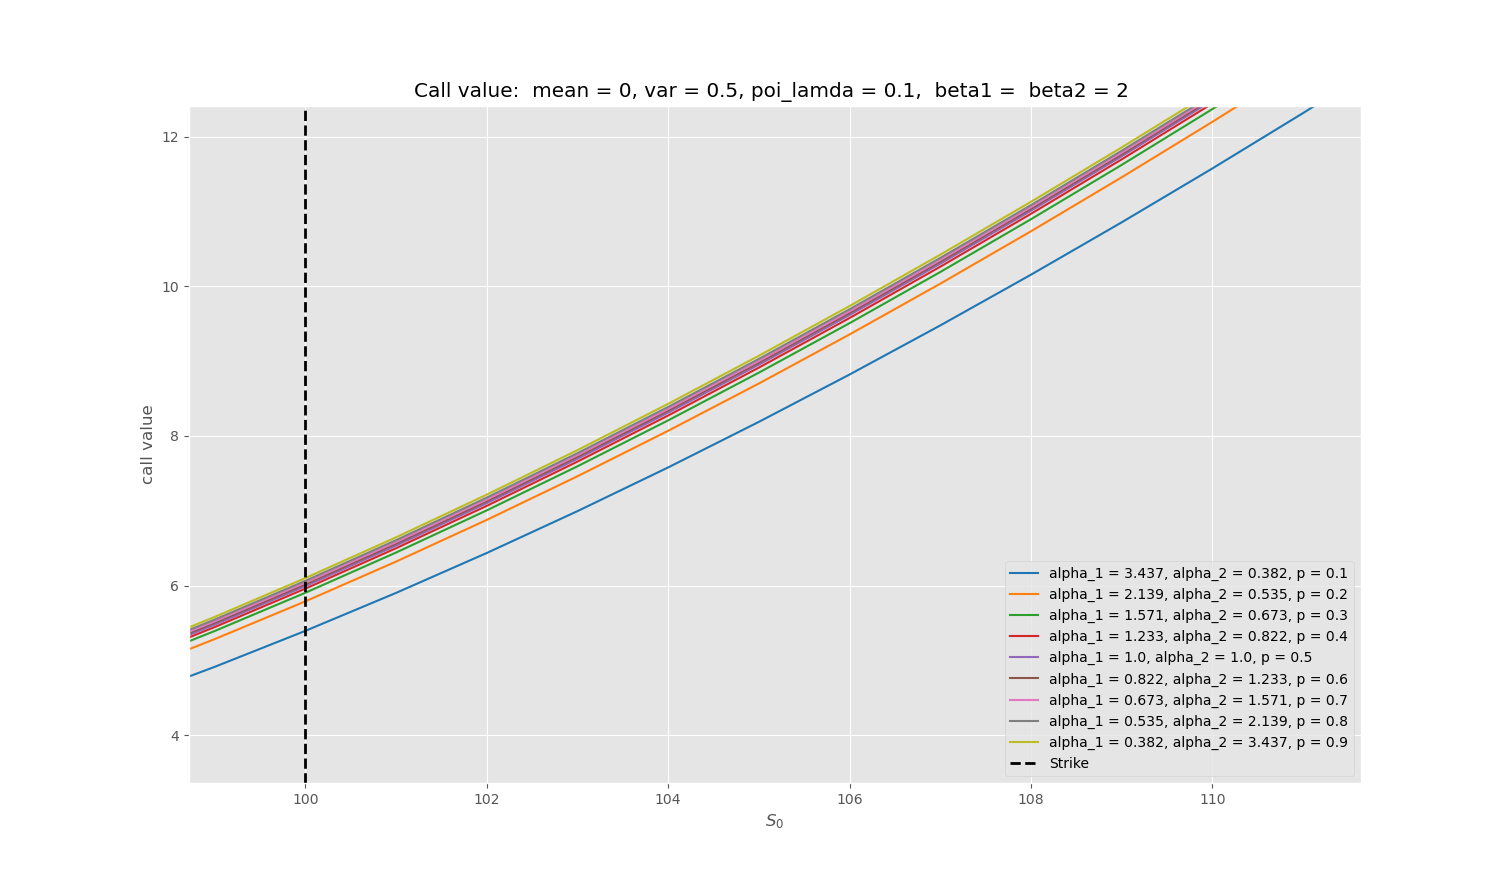 Call value:  mean = 0, var = 0.5, poi_lamda = 0.1,  beta1 =  beta2 = 2
12
10
8
6
4
call value
100
102
104
106
108
110
S_0
alpha_1 = 3.437, alpha_2 = 0.382, p = 0.1
alpha_1 = 2.139, alpha_2 = 0.535, p = 0.2
alpha_1 = 1.571, alpha_2 = 0.673, p = 0.3
alpha_1 = 1.233, alpha_2 = 0.822, p = 0.4
alpha_1 = 1.0, alpha_2 = 1.0, p = 0.5
alpha_1 = 0.822, alpha_2 = 1.233, p = 0.6
alpha_1 = 0.673, alpha_2 = 1.571, p = 0.7
alpha_1 = 0.535, alpha_2 = 2.139, p = 0.8
alpha_1 = 0.382, alpha_2 = 3.437, p = 0.9
Strike